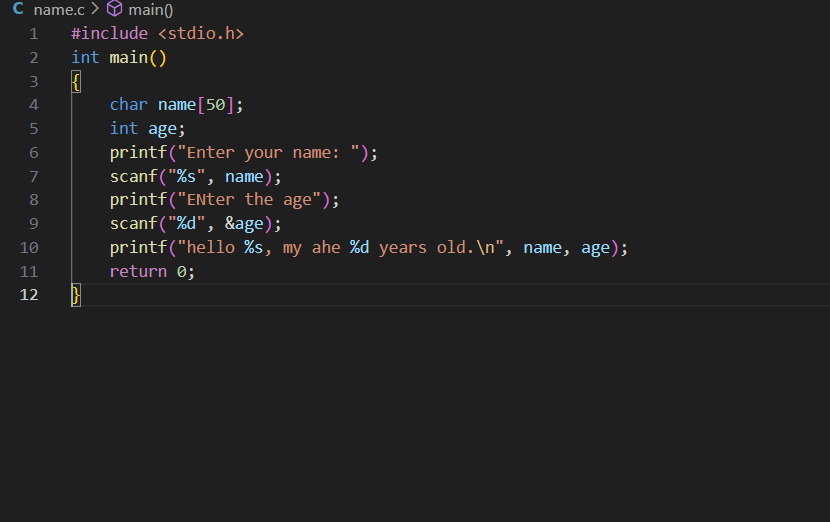 C name.c > main()
1 #include <stdio.h>
2 int main()
3 {
4     char name[50];
5     int age;
6     printf("Enter your name: ");
7     scanf("%s", name);
8     printf("ENter the age");
9     scanf("%d", &age);
10     printf("hello %s, my ahe %d years old.\n", name, age);
11     return 0;
12 }